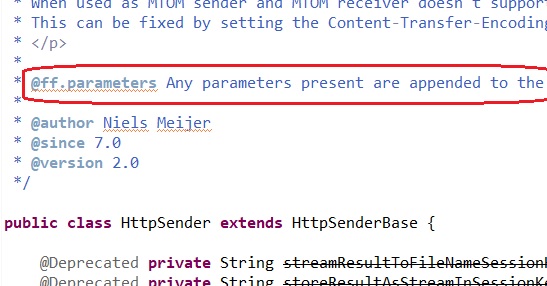 * When used as MTOM sender and MTOM receiver doesn't support
* This can be fixed by setting the Content-Transfer-Encoding
* </p>
*
* @ff.parameters Any parameters present are appended to the
*
* @author Niels Meijer
* @since 7.0
* @version 2.0
*/
public class HttpSender extends HttpSenderBase {
@Deprecated private String streamResultToFileNameSessionK
@Deprecated private String storeResultAsStreamInSessionKe